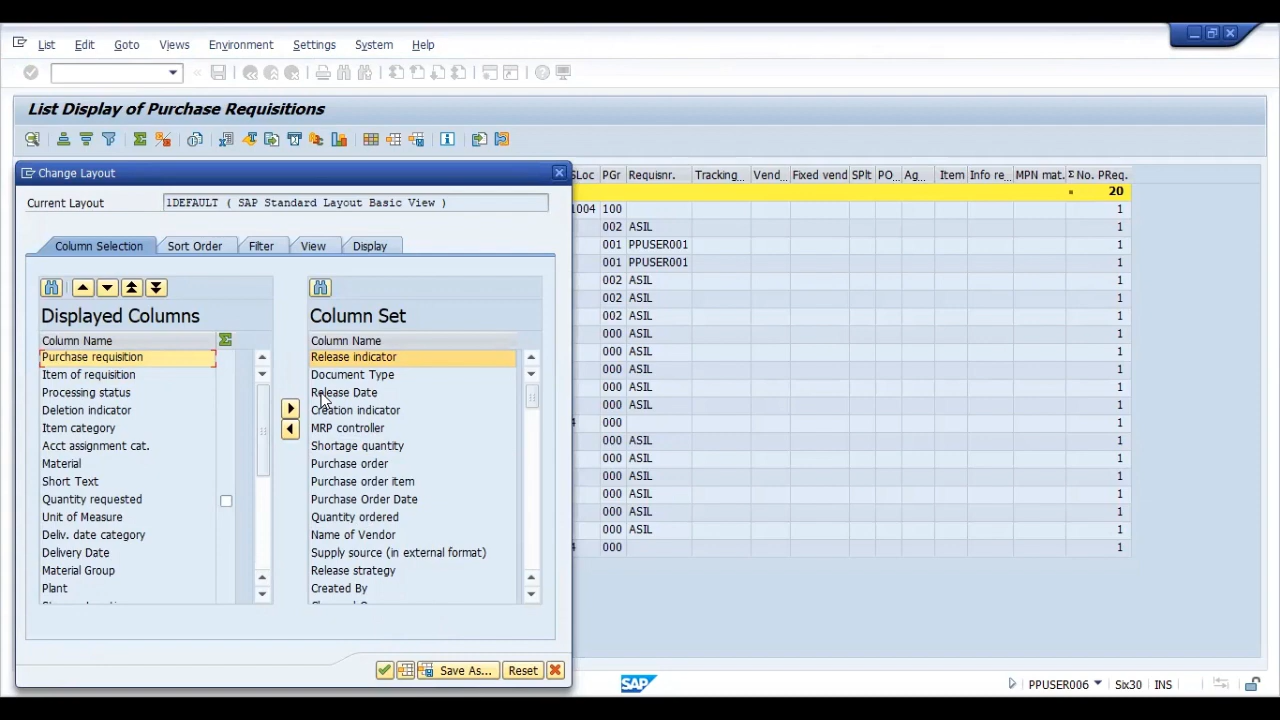 List Edit Goto Views Environment Settings System Help
List Display of Purchase Requisitions
Change Layout
Current Layout 1DEFAULT ( SAP Standard Layout Basic View )
Column Selection Sort Order Filter View Display
Displayed Columns
Column Name
Purchase requisition
Item of requisition
Processing status
Deletion indicator
Item category
Acct assignment cat.
Material
Short Text
Quantity requested
Unit of Measure
Deliv. date category
Delivery Date
Material Group
Plant
Column Set
Column Name
Release indicator
Document Type
Release Date
Creation indicator
MRP controller
Shortage quantity
Purchase order
Purchase order item
Purchase Order Date
Quantity ordered
Name of Vendor
Supply source (in external format)
Release strategy
Created By
Save As... Reset
SLoc PGr Requisnr. Tracking... Vend... Fixed vend SPlt PO... Ag... Item Info re... MPN mat. Σ No. PReq.
20
1004 100 1
002 ASIL 1
001 PPUSER001 1
001 PPUSER001 1
002 ASIL 1
002 ASIL 1
002 ASIL 1
000 ASIL 1
000 ASIL 1
000 ASIL 1
000 ASIL 1
000 ASIL 1
4 000 1
000 ASIL 1
000 ASIL 1
000 ASIL 1
000 ASIL 1
000 ASIL 1
000 ASIL 1
4 000 1
SAP
PPUSER006 Six30 INS